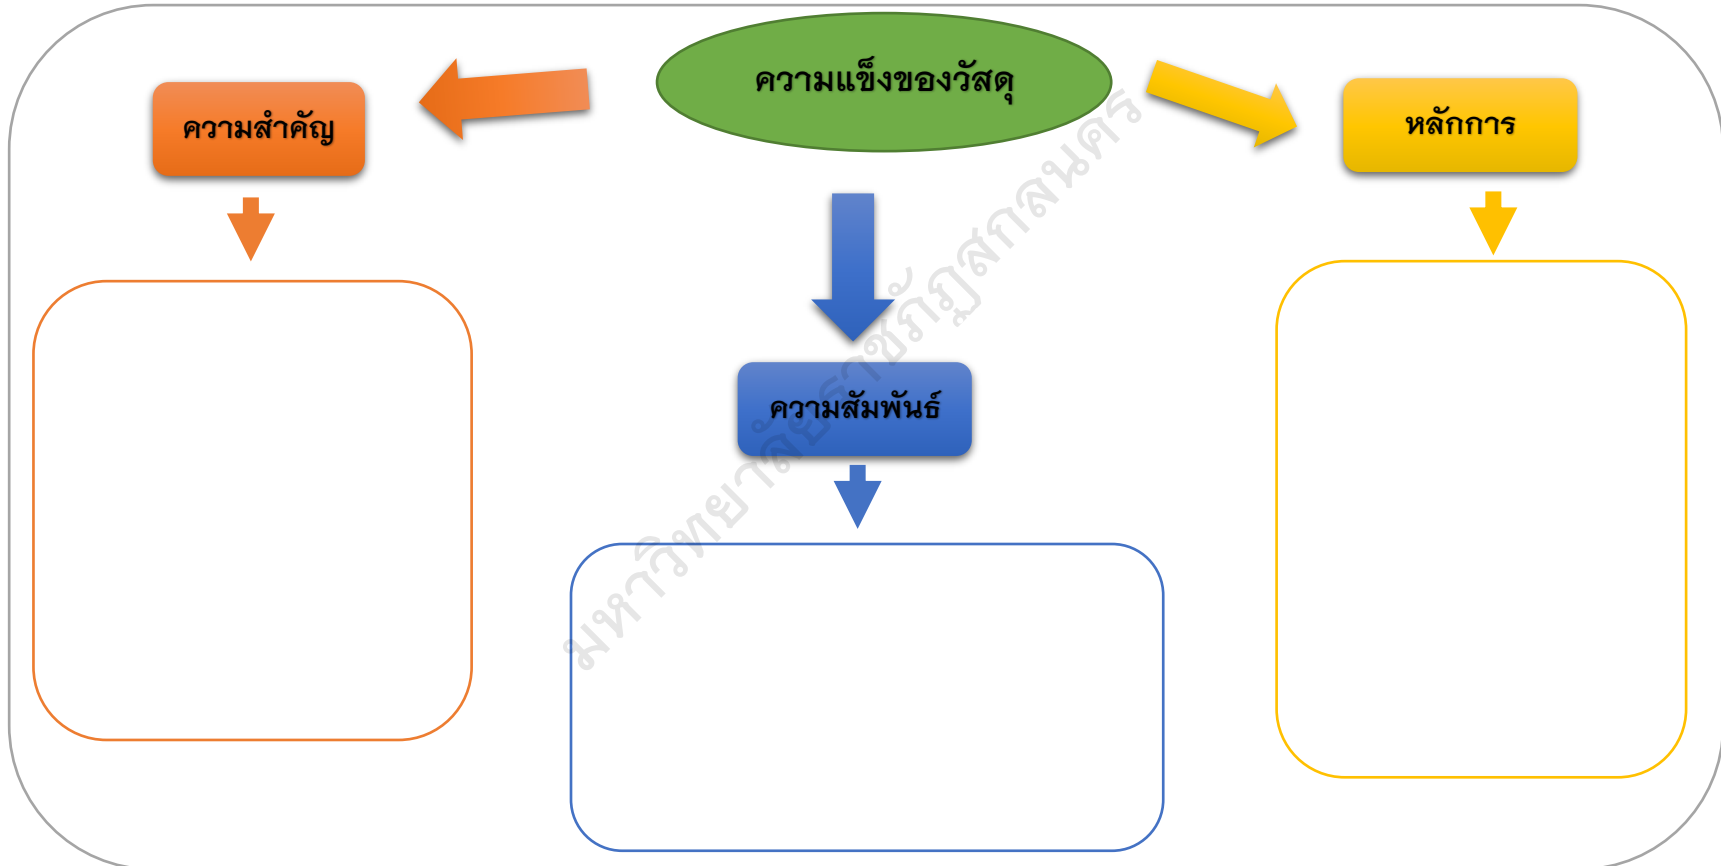 ความแข็งของวัสดุ
ความสำคัญ
หลักการ
ความสัมพันธ์
มหาวิทยาลัยราชภัฏสกลนคร